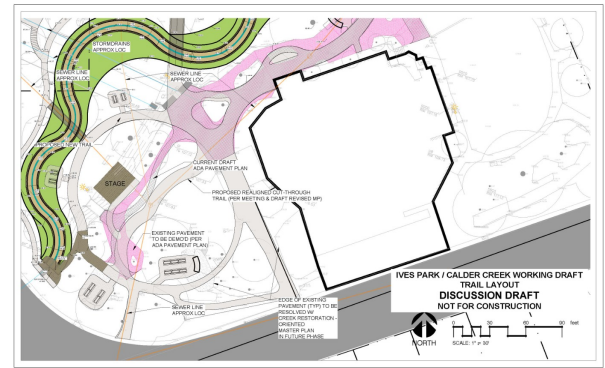 STORMDRAINS
APPROX LOC
SEWER LINE
APPROX LOC
SEWER LINE
APPROX LOC
PROPOSED NEW TRAIL
CURRENT DRAFT
ADA PAVEMENT PLAN
STAGE
PROPOSED REALIGNED CUT-THROUGH
TRAIL (PER MEETING & DRAFT REVISED MP)
EXISTING PAVEMENT
TO BE DEMO'D (PER
ADA PAVEMENT PLAN)
SEWER LINE
APPROX LOC
EDGE OF EXISTING
PAVEMENT (TYP) TO BE
RESOLVED W/
CREEK RESTORATION -
ORIENTED
MASTER PLAN
IN FUTURE PHASE
IVES PARK / CALDER CREEK WORKING DRAFT
TRAIL LAYOUT
DISCUSSION DRAFT
NOT FOR CONSTRUCTION
NORTH
0 30 60 90 feet
SCALE: 1" = 30'